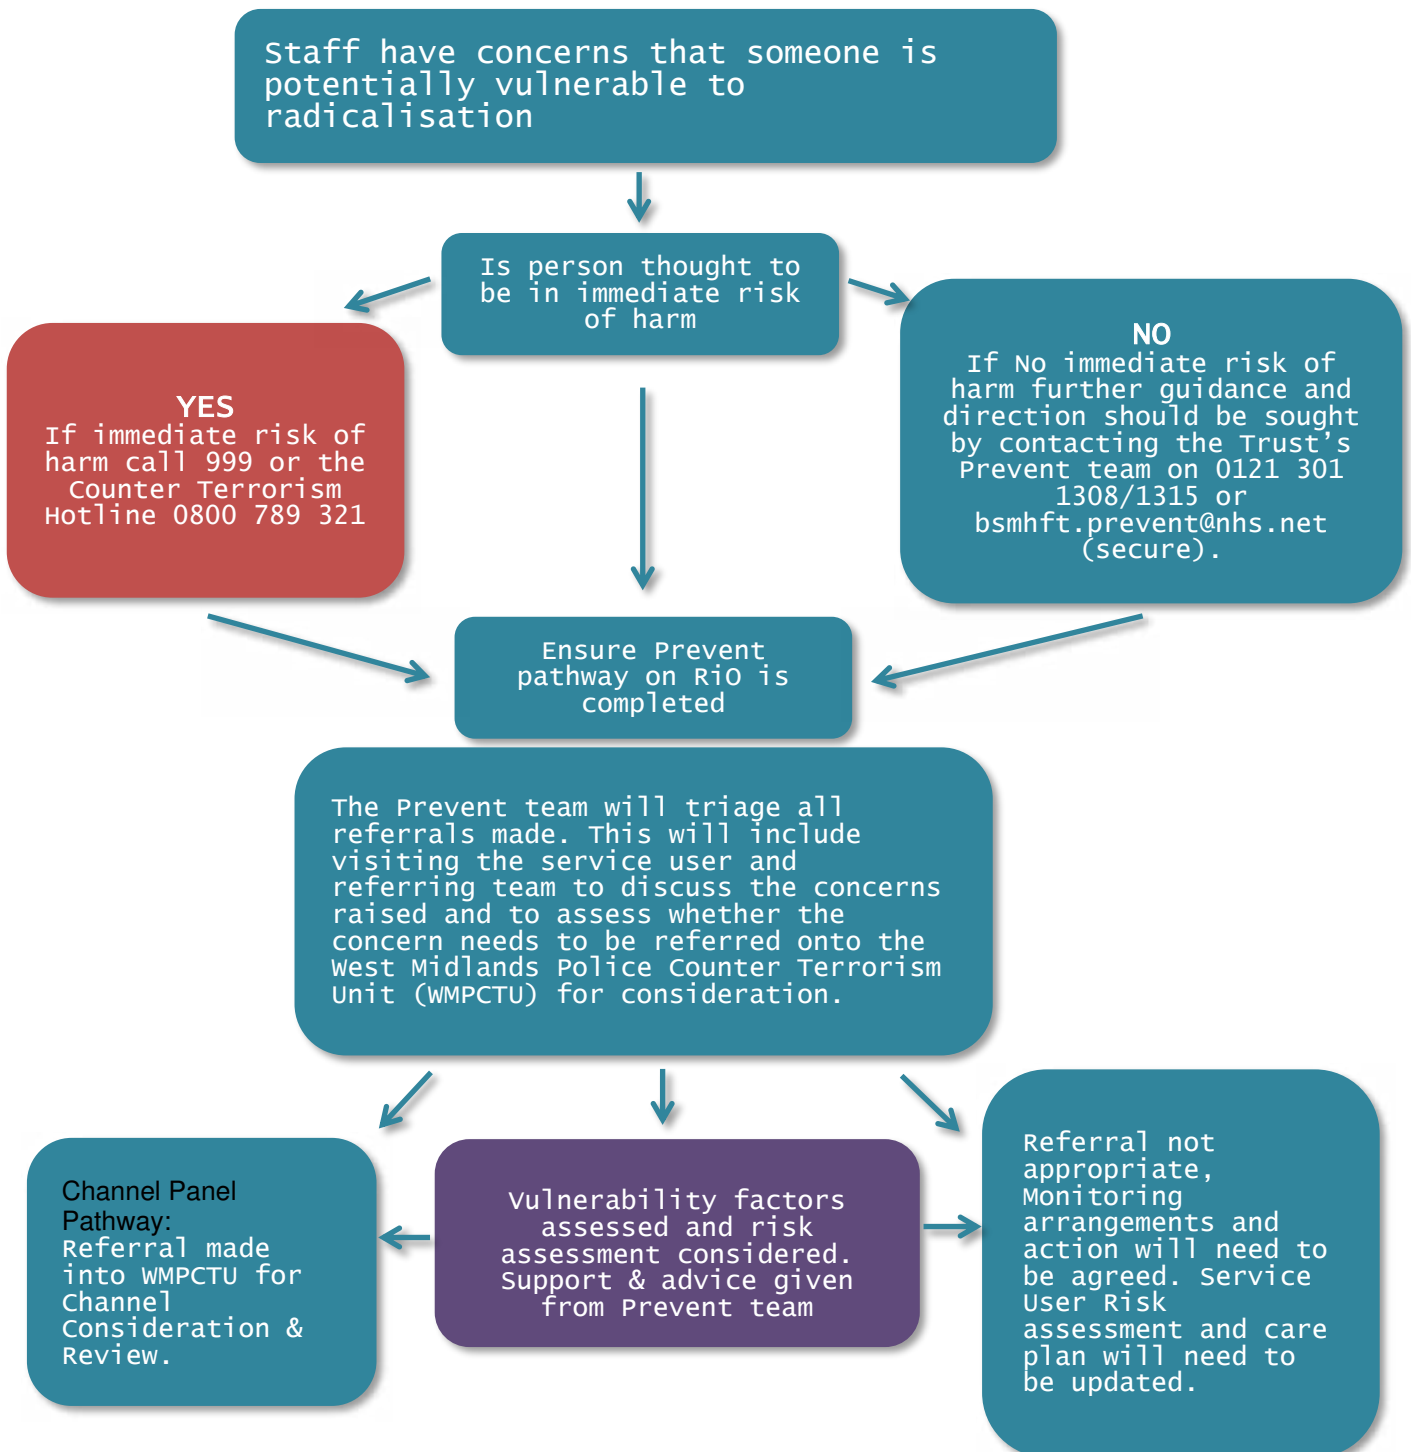 Staff have concerns that someone is
potentially vulnerable to
radicalisation
Is person thought to
be in immediate risk
of harm
YES
If immediate risk of
harm call 999 or the
Counter Terrorism
Hotline 0800 789 321
NO
If No immediate risk of
harm further guidance and
direction should be sought
by contacting the Trust’s
Prevent team on 0121 301
1308/1315 or
bsmhft.prevent@nhs.net
(secure).
Ensure Prevent
pathway on RiO is
completed
The Prevent team will triage all
referrals made. This will include
visiting the service user and
referring team to discuss the concerns
raised and to assess whether the
concern needs to be referred onto the
West Midlands Police Counter Terrorism
Unit (WMPCTU) for consideration.
Channel Panel
Pathway:
Referral made
into WMPCTU for
Channel
Consideration &
Review.
Vulnerability factors
assessed and risk
assessment considered.
Support & advice given
from Prevent team
Referral not
appropriate,
Monitoring
arrangements and
action will need to
be agreed. Service
User Risk
assessment and care
plan will need to
be updated.